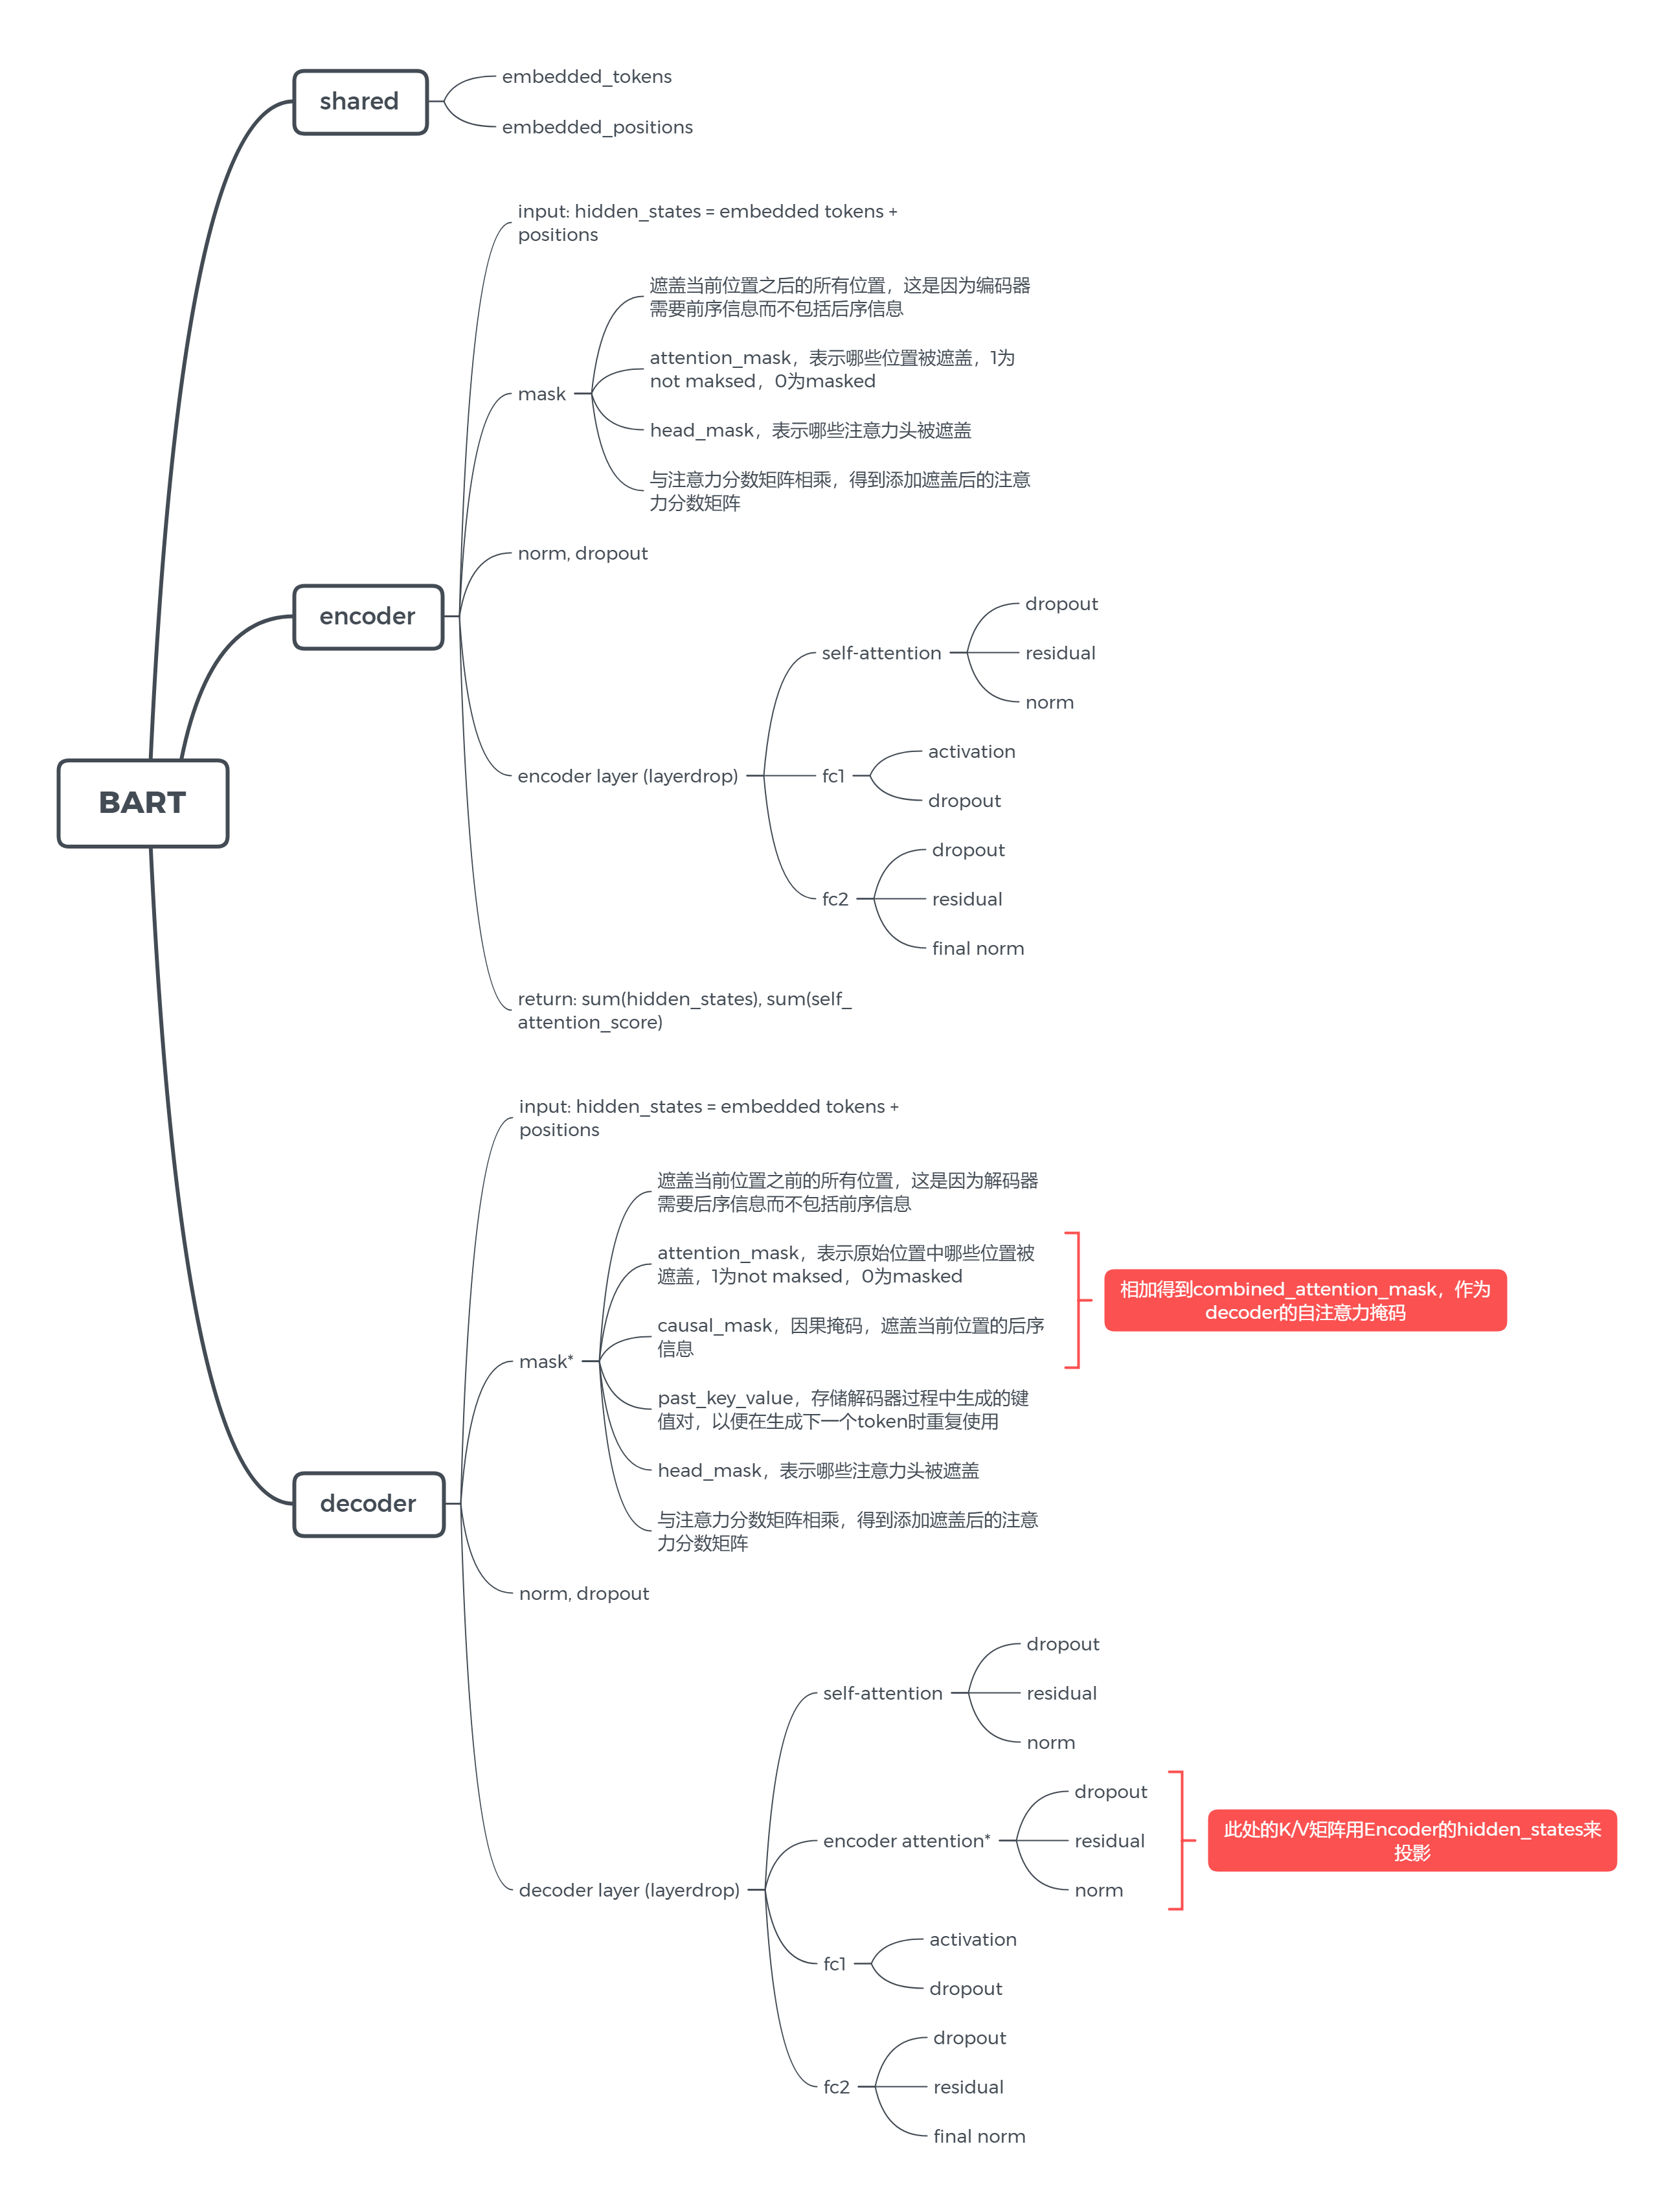 BART
shared
embedded_tokens
embedded_positions
encoder
input: hidden_states = embedded tokens +
positions
mask
遮盖当前位置之后的所有位置，这是因为编码器
需要前序信息而不包括后序信息
attention_mask，表示哪些位置被遮盖，1为
not maksed，0为masked
head_mask，表示哪些注意力头被遮盖
与注意力分数矩阵相乘，得到添加遮盖后的注意
力分数矩阵
norm, dropout
encoder layer (layerdrop)
self-attention
dropout
residual
norm
fc1
activation
dropout
fc2
dropout
residual
final norm
return: sum(hidden_states), sum(self_
attention_score)
decoder
input: hidden_states = embedded tokens +
positions
mask*
遮盖当前位置之前的所有位置，这是因为解码器
需要后序信息而不包括前序信息
attention_mask，表示原始位置中哪些位置被
遮盖，1为not maksed，0为masked
causal_mask，因果掩码，遮盖当前位置的后序
信息
相加得到combined_attention_mask，作为
decoder的自注意力掩码
past_key_value，存储解码器过程中生成的键
值对，以便在生成下一个token时重复使用
head_mask，表示哪些注意力头被遮盖
与注意力分数矩阵相乘，得到添加遮盖后的注意
力分数矩阵
norm, dropout
decoder layer (layerdrop)
self-attention
dropout
residual
norm
encoder attention*
dropout
residual
norm
此处的K/V矩阵用Encoder的hidden_states来
投影
fc1
activation
dropout
fc2
dropout
residual
final norm